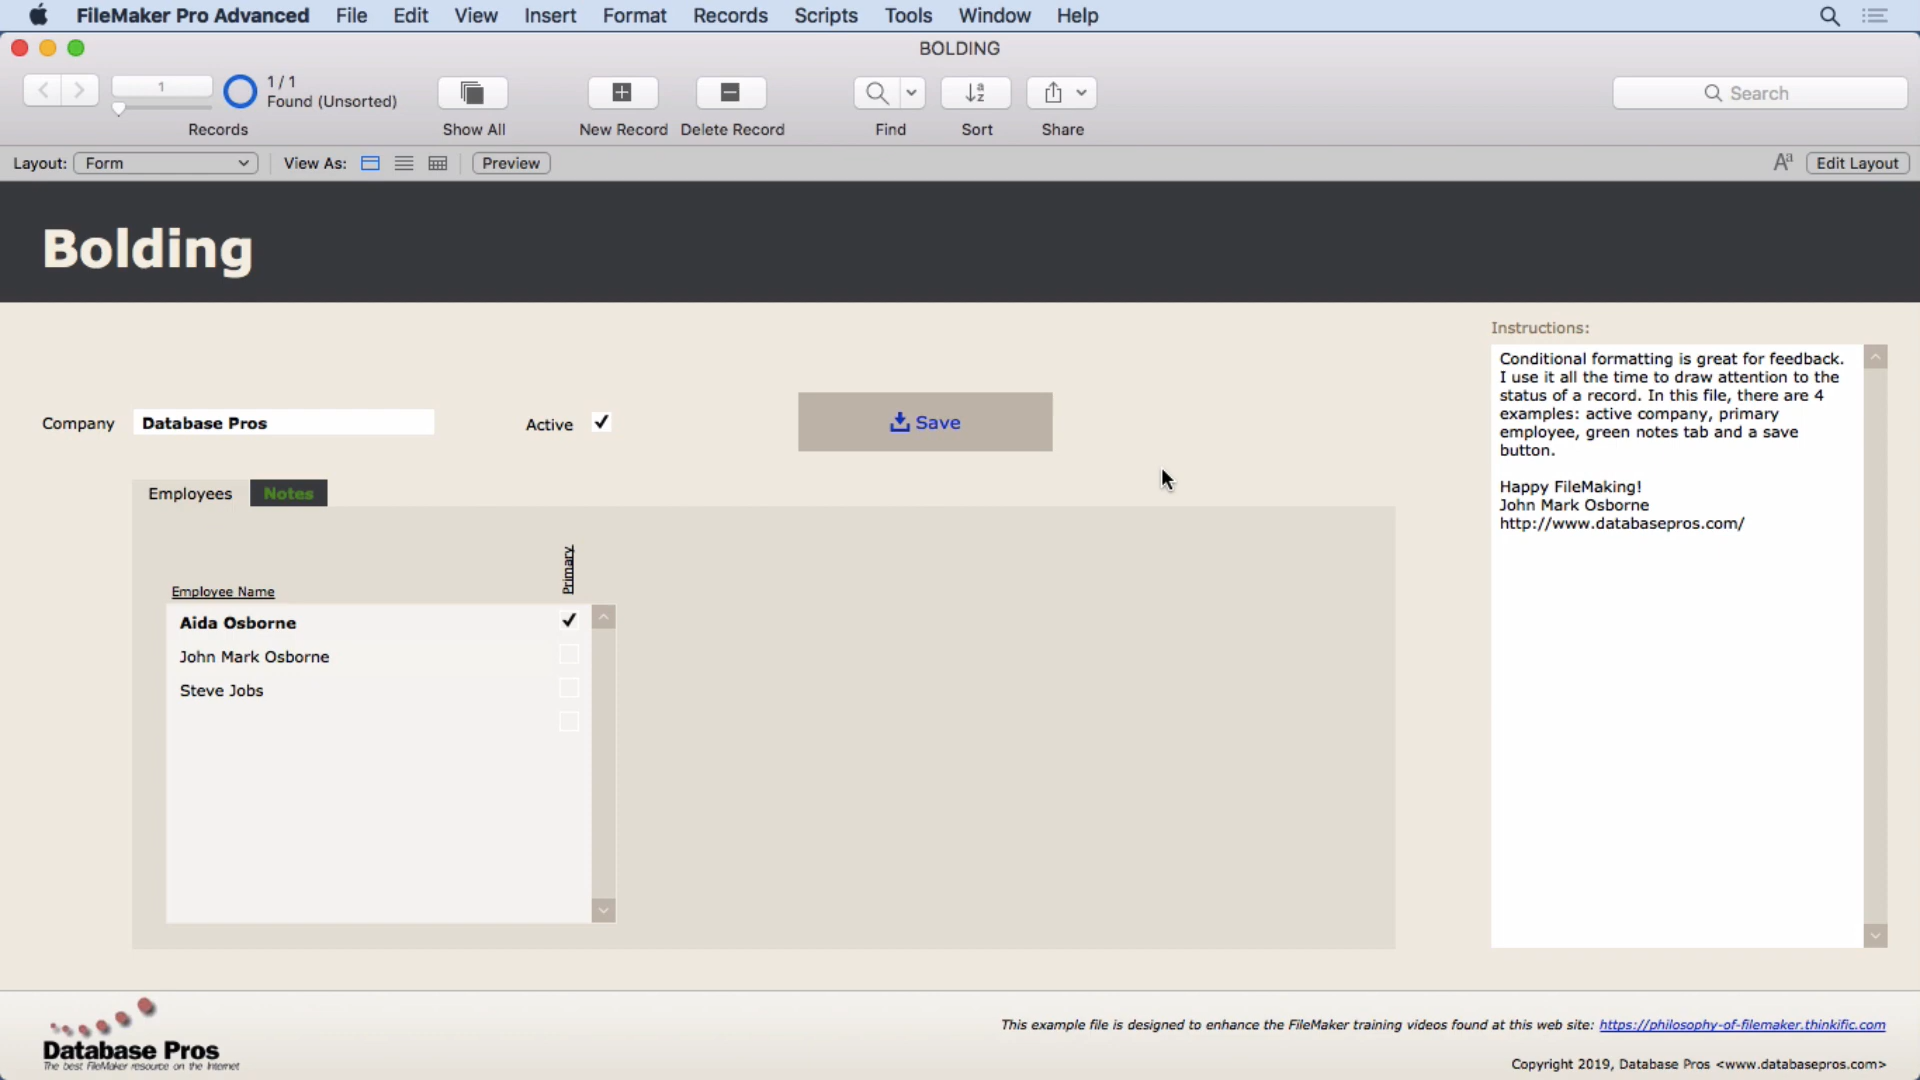 FileMaker Pro Advanced File Edit View Insert Format Records Scripts Tools Window Help
BOLDING
1
1 / 1
Found (Unsorted)
Records
Show All
New Record
Delete Record
Find
Sort
Share
Search
Layout: Form
View As:
Preview
Aa
Edit Layout
Bolding
Instructions:
Conditional formatting is great for feedback.
I use it all the time to draw attention to the
status of a record. In this file, there are 4
examples: active company, primary
employee, green notes tab and a save
button.
Happy FileMaking!
John Mark Osborne
http://www.databasepros.com/
Company Database Pros
Active
Save
Employees Notes
Employee Name
Primary
Aida Osborne
John Mark Osborne
Steve Jobs
Database Pros
The best FileMaker resource on the Internet
This example file is designed to enhance the FileMaker training videos found at this web site: https://philosophy-of-filemaker.thinkific.com
Copyright 2019, Database Pros <www.databasepros.com>